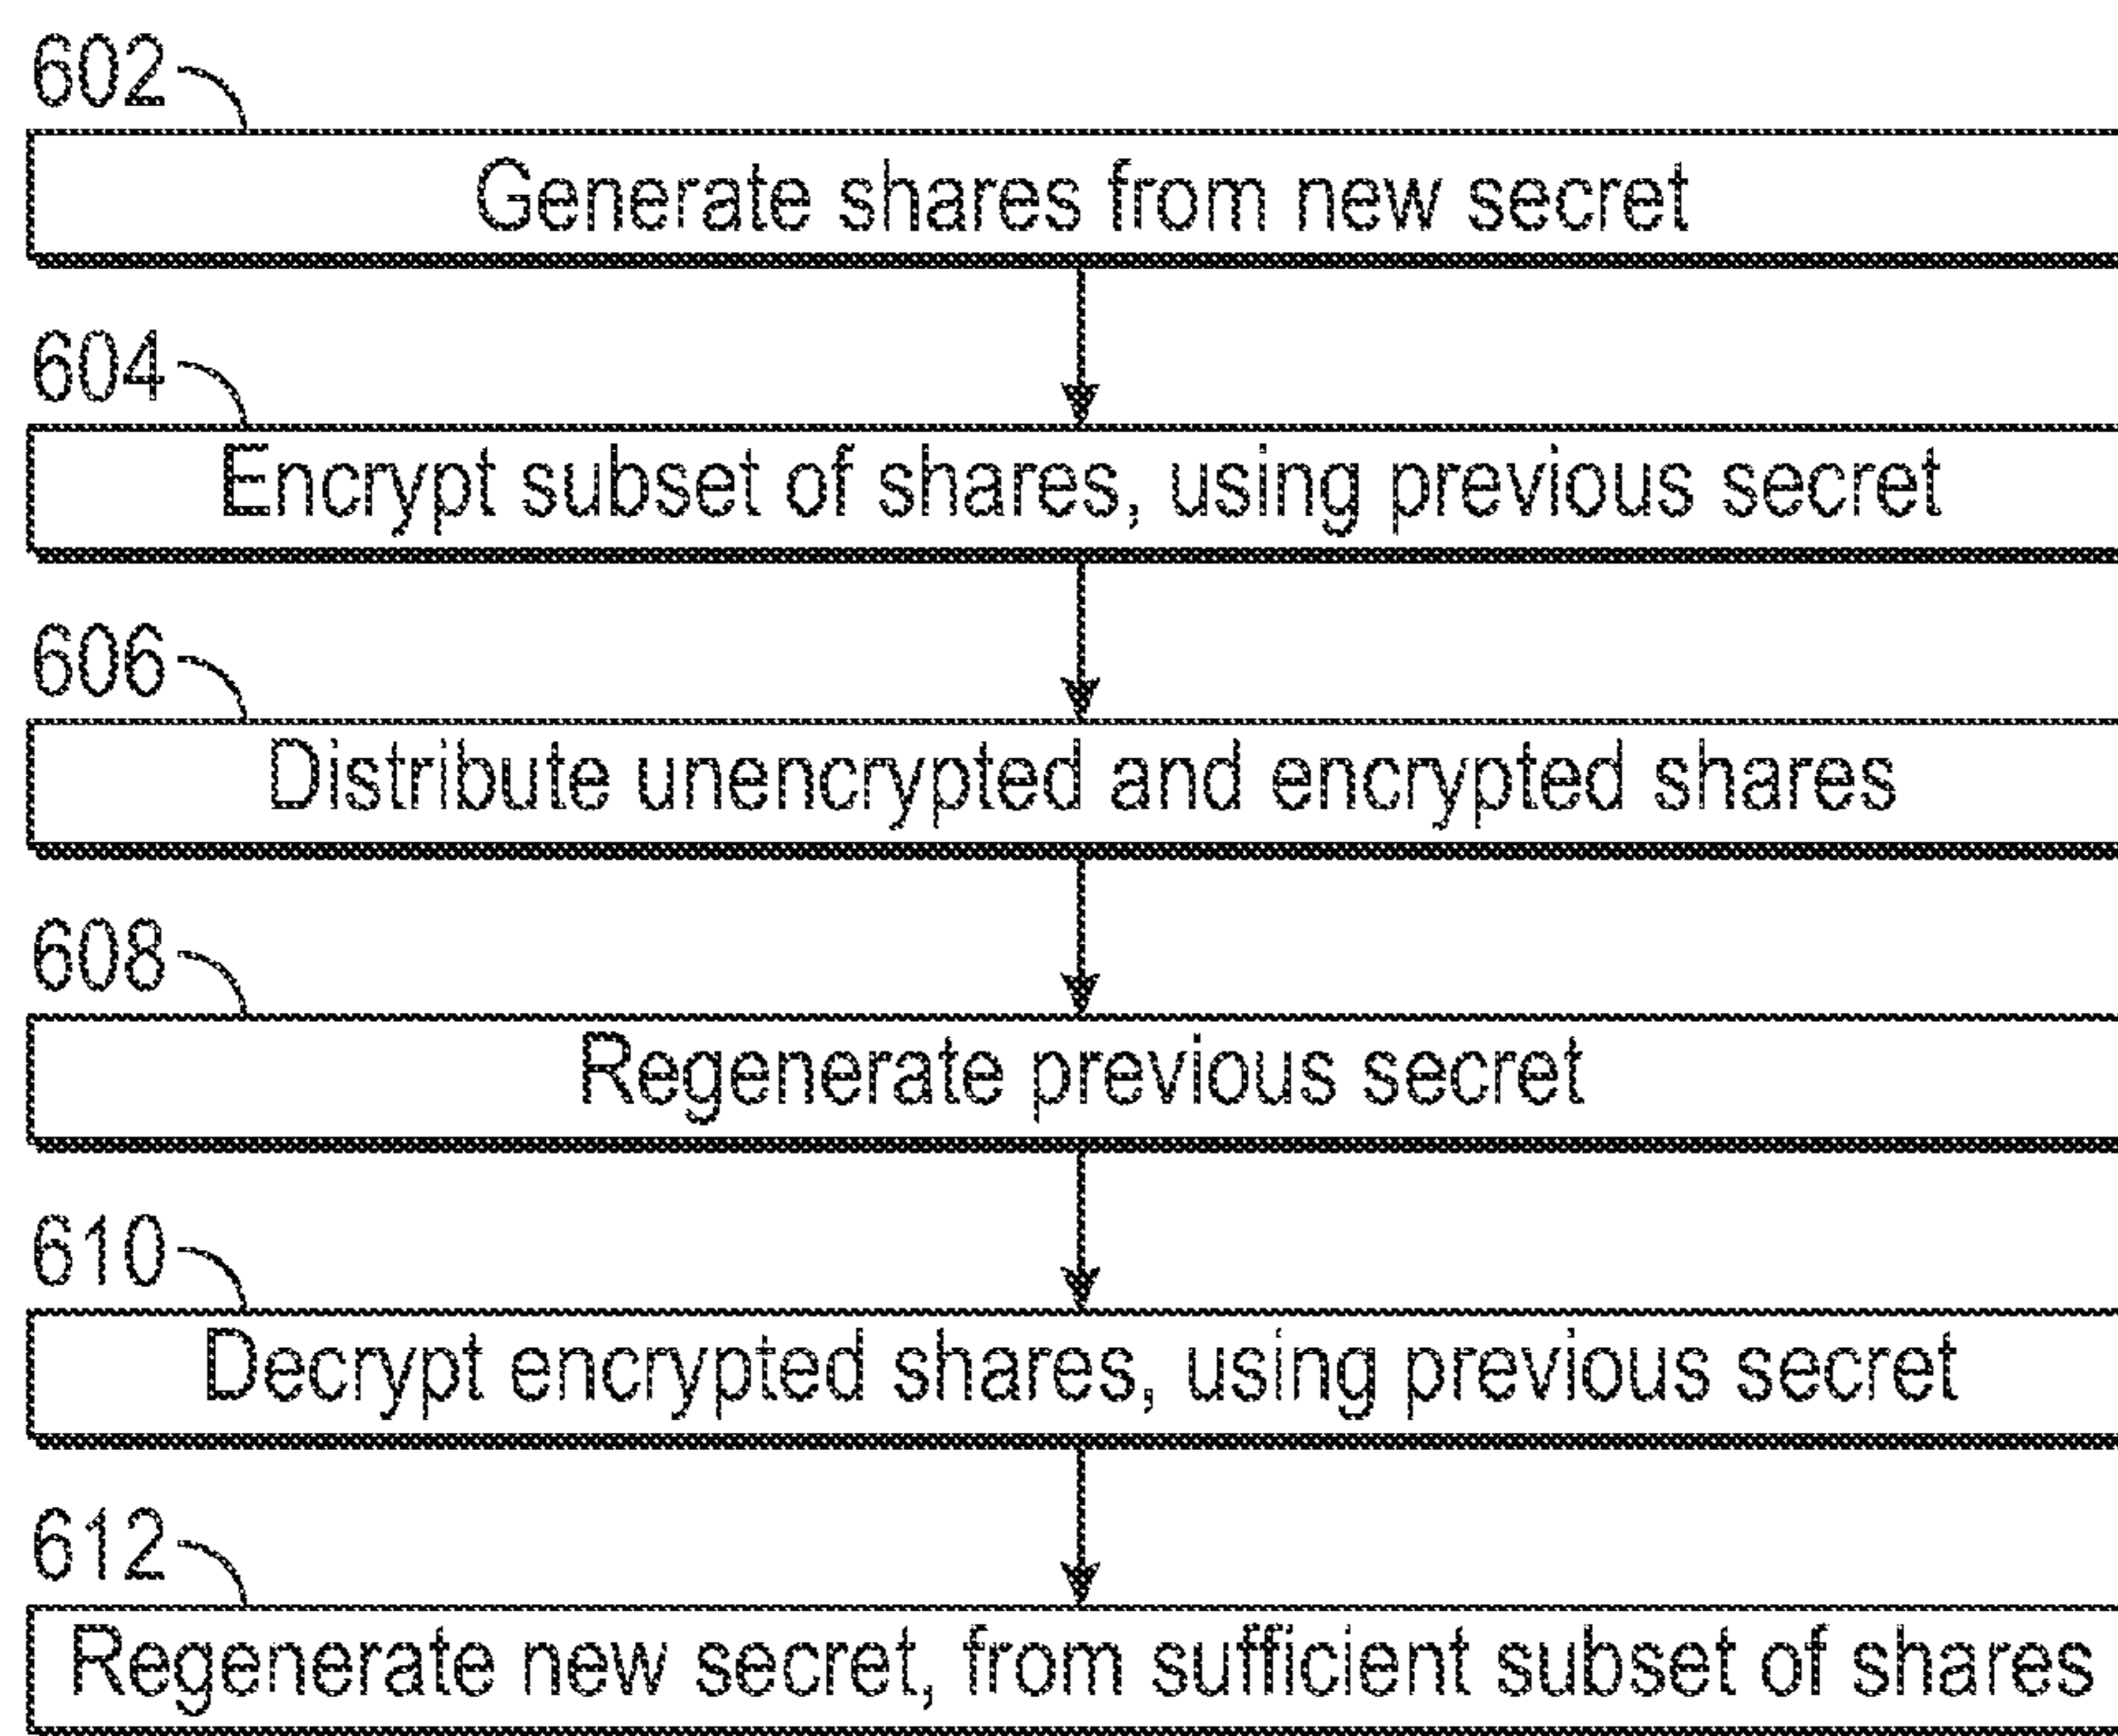 602
Generate shares from new secret
604
Encrypt subset of shares, using previous secret
606
Distribute unencrypted and encrypted shares
608
Regenerate previous secret
610
Decrypt encrypted shares, using previous secret
612
Regenerate new secret, from sufficient subset of shares